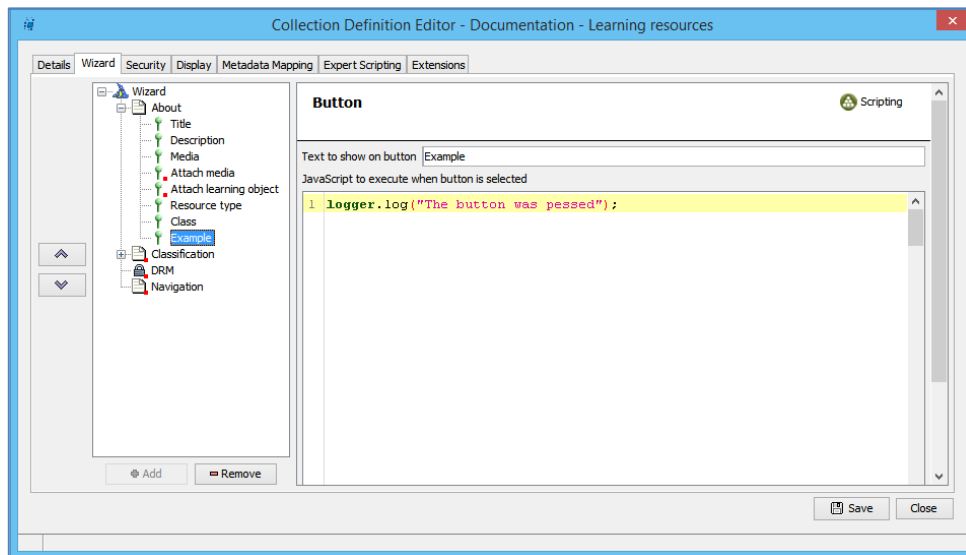 Collection Definition Editor - Documentation - Learning resources
Details Wizard Security Display Metadata Mapping Expert Scripting Extensions
Wizard
About
Title
Description
Media
Attach media
Attach learning object
Resource type
Class
Example
Classification
DRM
Navigation
Add Remove
Button Scripting
Text to show on button Example
JavaScript to execute when button is selected
1 logger.log("The button was pessed");
Save Close